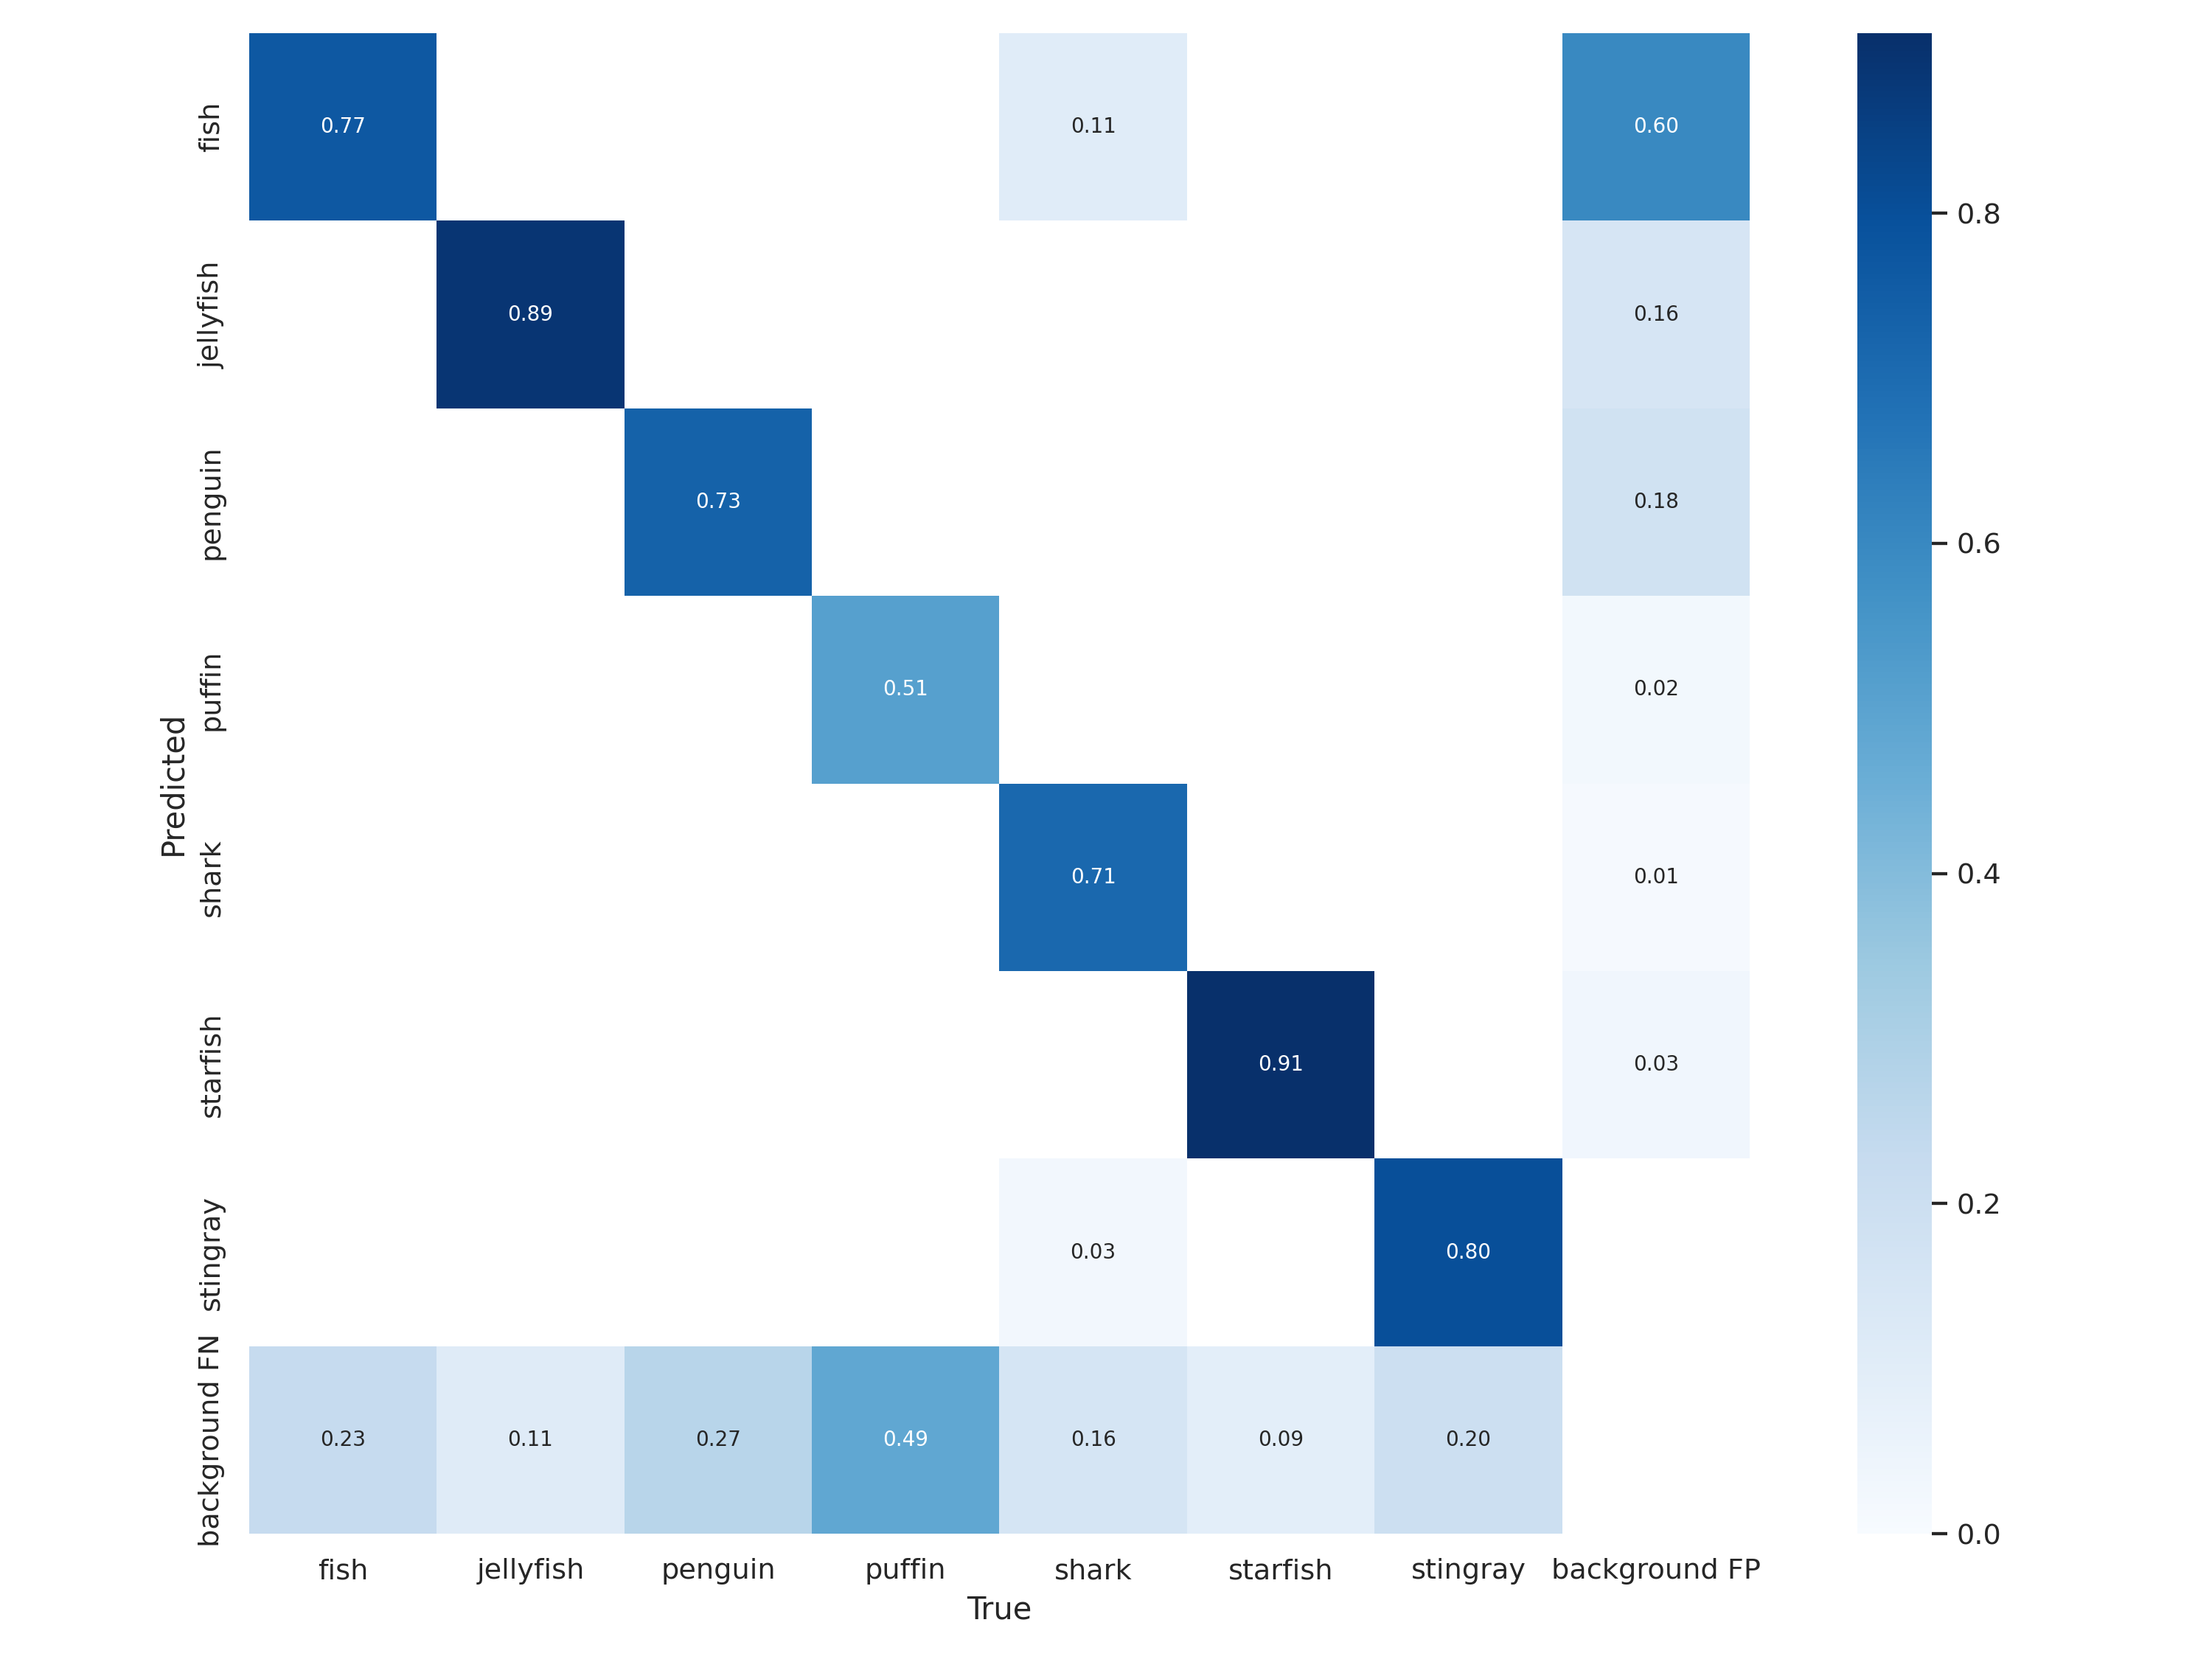 fish 0.77 0.11 0.60
jellyfish 0.89 0.16
penguin 0.73 0.18
puffin 0.51 0.02
shark 0.71 0.01
starfish 0.91 0.03
stingray 0.03 0.80
background FN 0.23 0.11 0.27 0.49 0.16 0.09 0.20
Predicted
fish jellyfish penguin puffin shark starfish stingray background FP
True
0.8
0.6
0.4
0.2
0.0